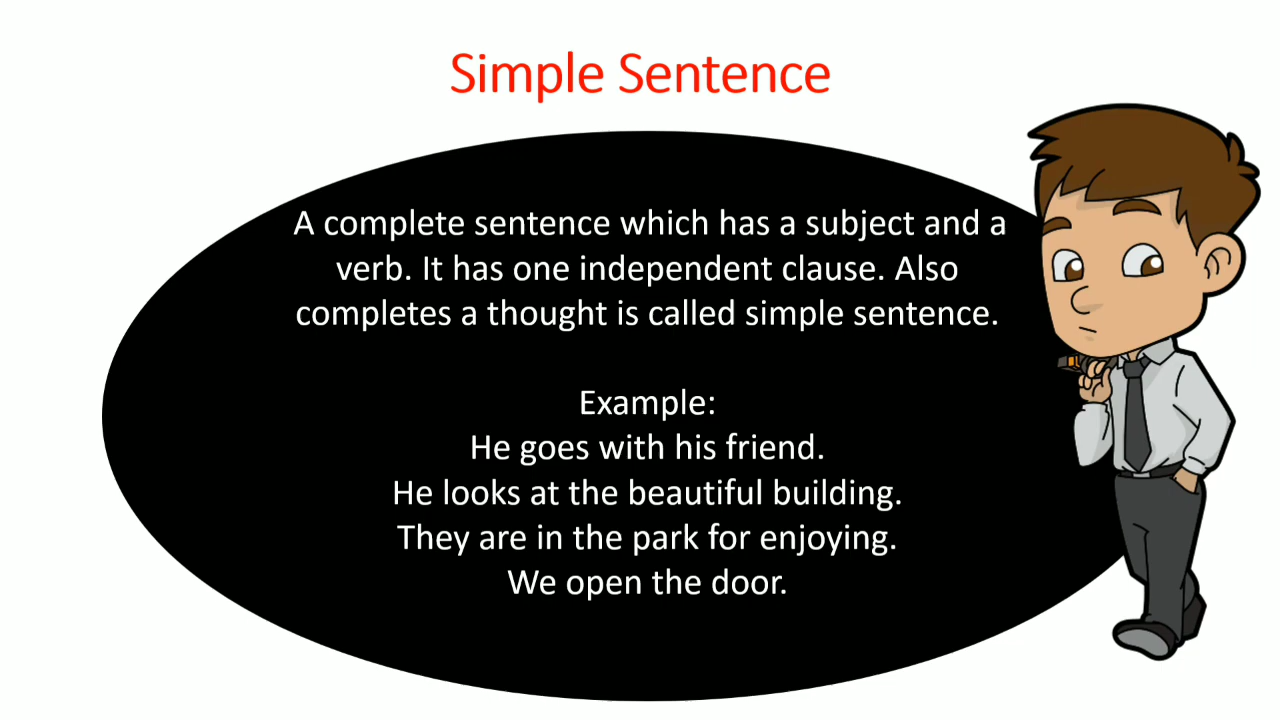 Simple Sentence
A complete sentence which has a subject and a
verb. It has one independent clause. Also
completes a thought is called simple sentence.
Example:
He goes with his friend.
He looks at the beautiful building.
They are in the park for enjoying.
We open the door.